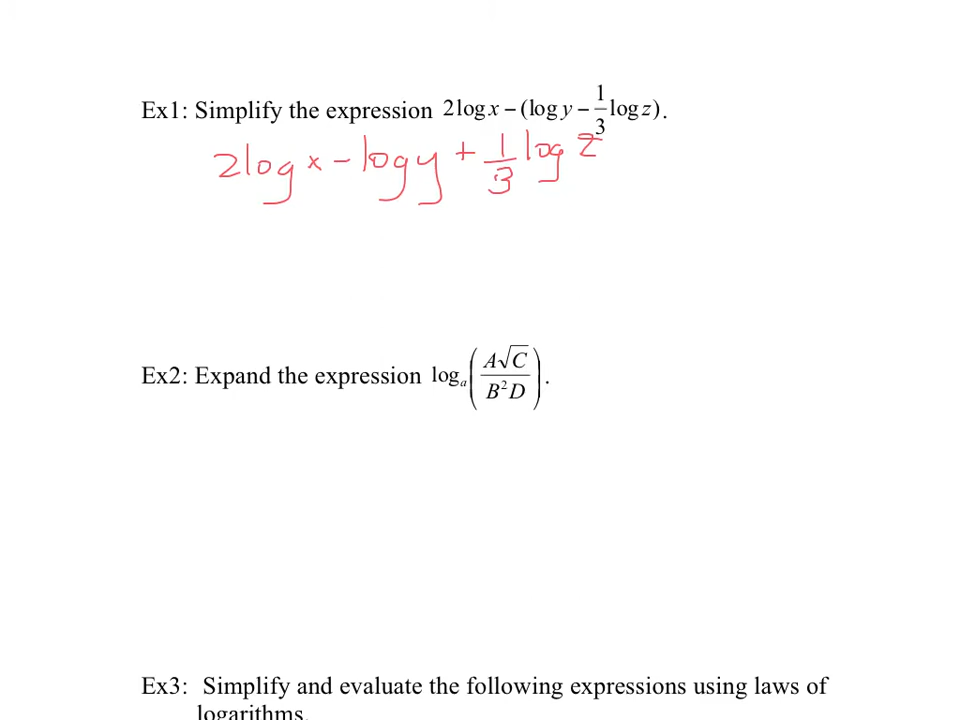 Ex1: Simplify the expression 2log x − (log y − 1/3 log z).
2log x − log y + 1/3 log z
Ex2: Expand the expression logₐ(A√C / B²D).
Ex3: Simplify and evaluate the following expressions using laws of
logarithms.